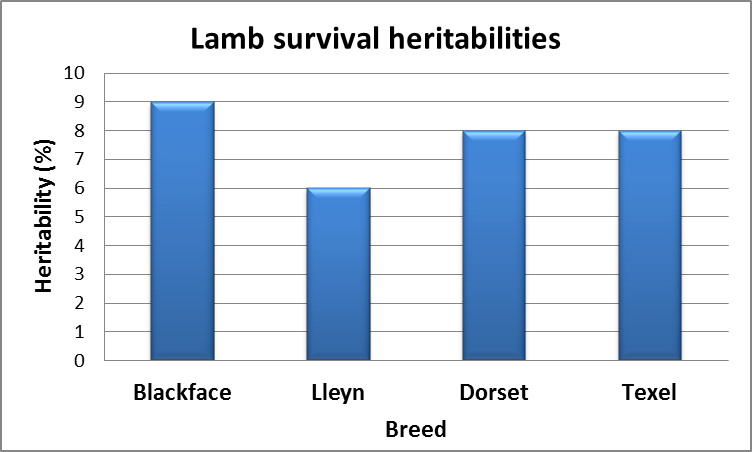 Lamb survival heritabilities
Heritability (%)
10
9
8
7
6
5
4
3
2
1
0
Blackface Lleyn Dorset Texel
Breed